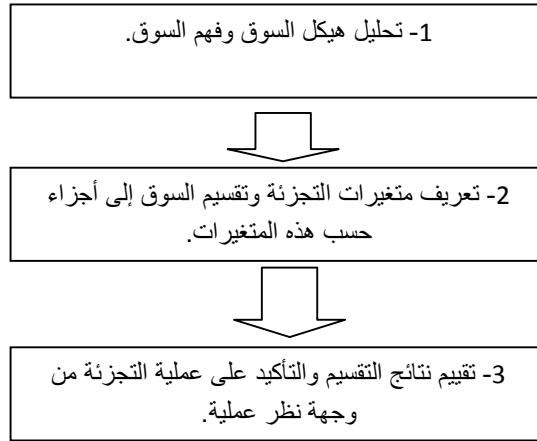 1- تحليل هيكل السوق وفهم السوق.
2- تعريف متغيرات التجزئة وتقسيم السوق إلى أجزاء
حسب هذه المتغيرات.
3- تقييم نتائج التقسيم والتأكيد على عملية التجزئة من
وجهة نظر عملية.